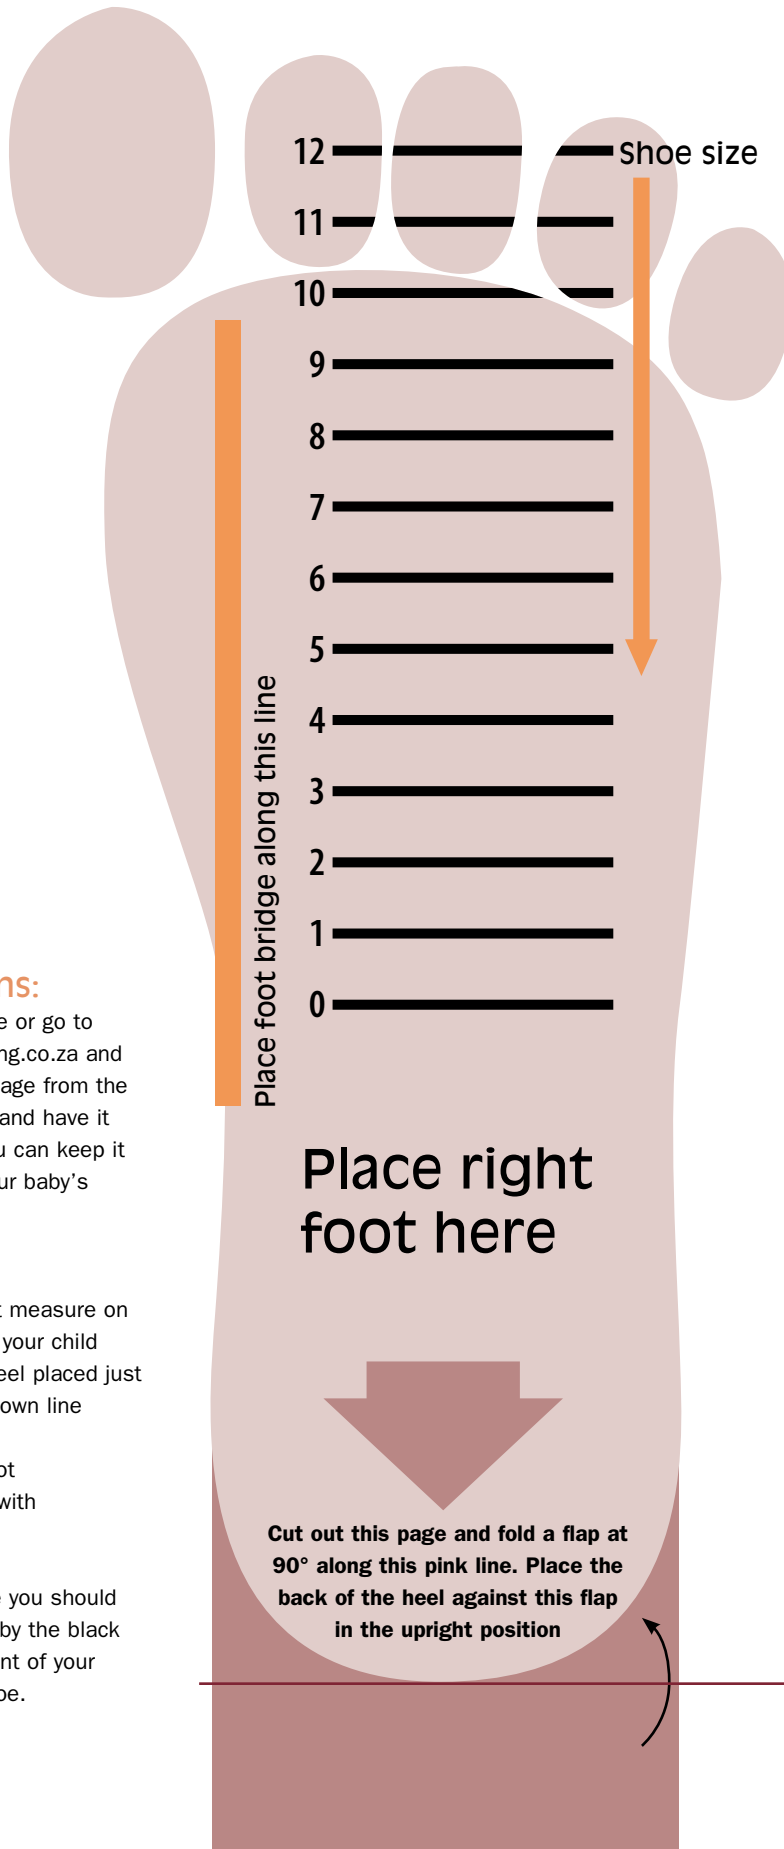 12
Shoe size
11
10
9
8
7
6
5
4
3
2
1
0
Place foot bridge along this line
ns:
e or go to
ng.co.za and
age from the
and have it
u can keep it
ur baby's
t measure on
your child
eel placed just
own line
ot
with
e you should
by the black
nt of your
oe.
Place right
foot here
Cut out this page and fold a flap at
90° along this pink line. Place the
back of the heel against this flap
in the upright position